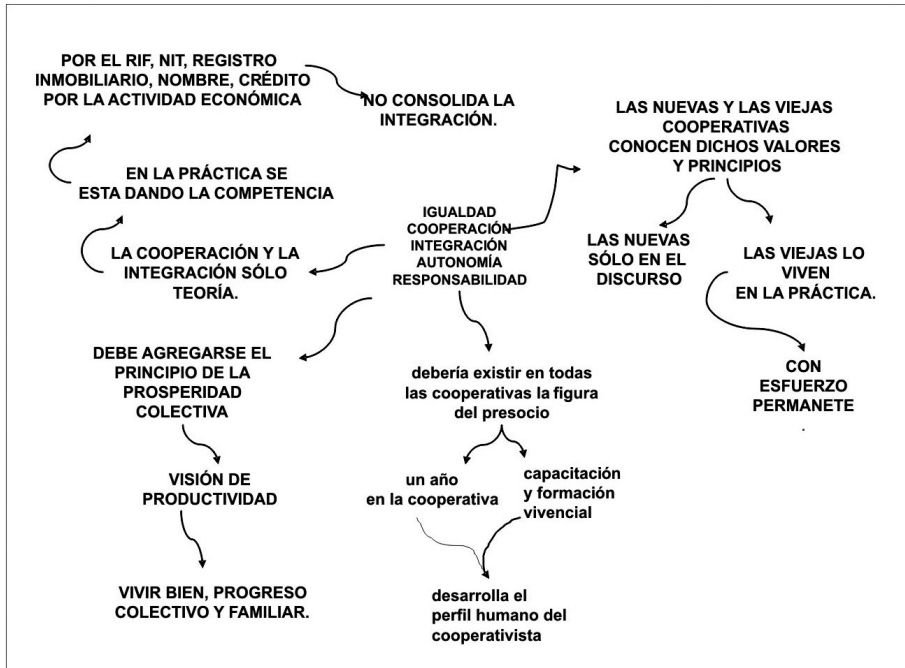 POR EL RIF, NIT, REGISTRO
INMOBILIARIO, NOMBRE, CRÉDITO
POR LA ACTIVIDAD ECONÓMICA
NO CONSOLIDA LA
INTEGRACIÓN.
EN LA PRÁCTICA SE
ESTA DANDO LA COMPETENCIA
LA COOPERACIÓN Y LA
INTEGRACIÓN SÓLO
TEORÍA.
IGUALDAD
COOPERACIÓN
INTEGRACIÓN
AUTONOMÍA
RESPONSABILIDAD
LAS NUEVAS Y LAS VIEJAS
COOPERATIVAS
CONOCEN DICHOS VALORES
Y PRINCIPIOS
LAS NUEVAS
SÓLO EN EL
DISCURSO
LAS VIEJAS LO
VIVEN
EN LA PRÁCTICA.
CON
ESFUERZO
PERMANETE
.
DEBE AGREGARSE EL
PRINCIPIO DE LA
PROSPERIDAD
COLECTIVA
VISIÓN DE
PRODUCTIVIDAD
VIVIR BIEN, PROGRESO
COLECTIVO Y FAMILIAR.
debería existir en todas
las cooperativas la figura
del presocio
un año
en la cooperativa
capacitación
y formación
vivencial
desarrolla el
perfil humano del
cooperativista